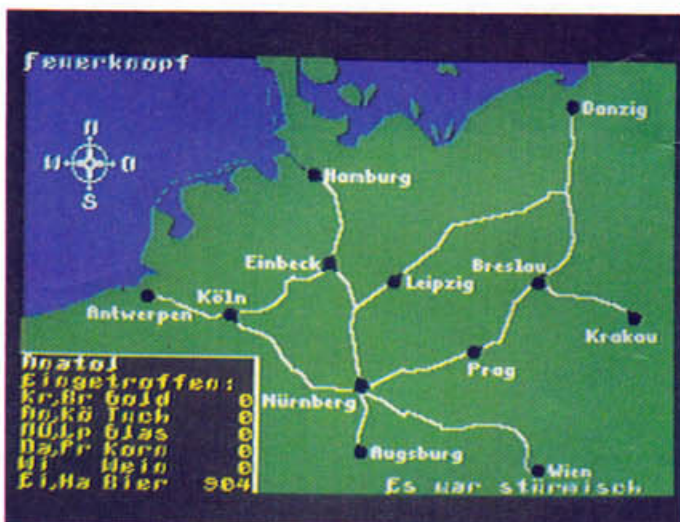 Feuerknopf
Danzig
N
W O
S
Hamburg
Einbeck
Breslau
Leipzig
Köln
Antwerpen
Krakau
Prag
Nürnberg
Augsburg
Wien
Anatol
Eingetroffen:
Kr,Br Gold 0
An,Kö Tuch 0
NÜ,Lp Glas 0
Da,Pr Korn 0
Wi Wein 0
Ei,Ha Bier 904
Es war stürmisch